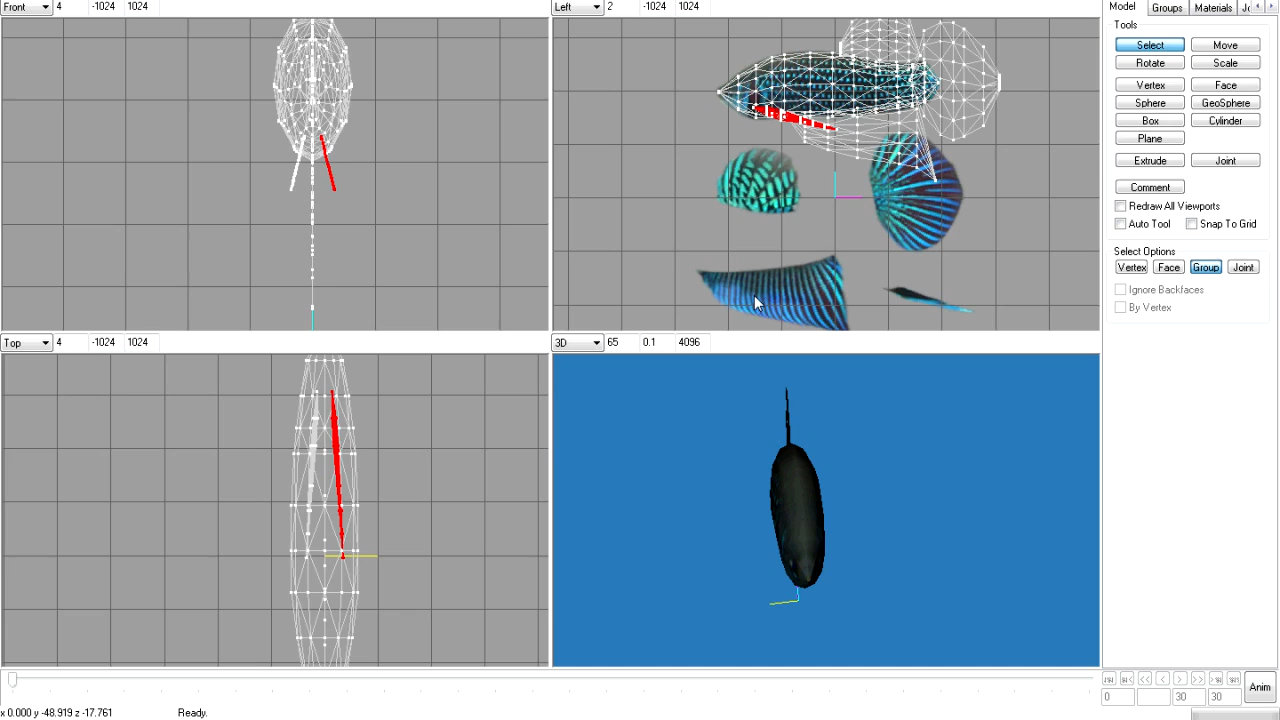 Front 4 -1024 1024
Left 2 -1024 1024
Model Groups Materials
Tools
Select Move
Rotate Scale
Vertex Face
Sphere GeoSphere
Box Cylinder
Plane
Extrude Joint
Comment
Redraw All Viewports
Auto Tool Snap To Grid
Select Options
Vertex Face Group Joint
Ignore Backfaces
By Vertex
Top 4 -1024 1024
3D 65 0.1 4096
0 30 30
Anim
x 0.000 y -48.919 z -17.761 Ready.